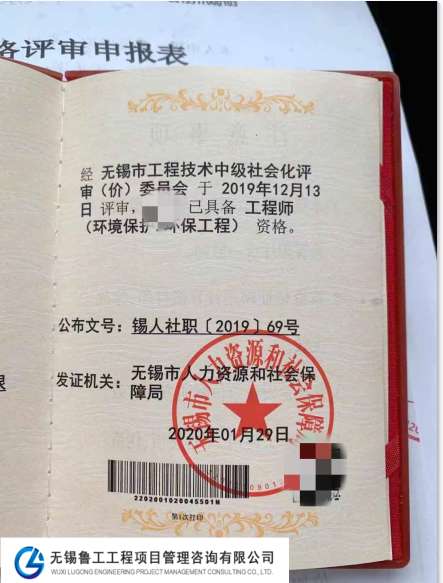 格评审申报表
经 无锡市工程技术中级社会化评
审(价)委员会 于 2019年12月13
日 评审, 已具备 工程师
(环境保护 环保工程) 资格。
公布文号: 锡人社职〔2019〕69号
发证机关: 无锡市人力资源和社会保
障局
无锡市人力资源和社会保障
2020年01月29日
2202001020045501N
第1次打印
无锡鲁工工程项目管理咨询有限公司
WUXI LUGONG ENGINEERING PROJECT MANAGEMENT CONSULTING CO., LTD.